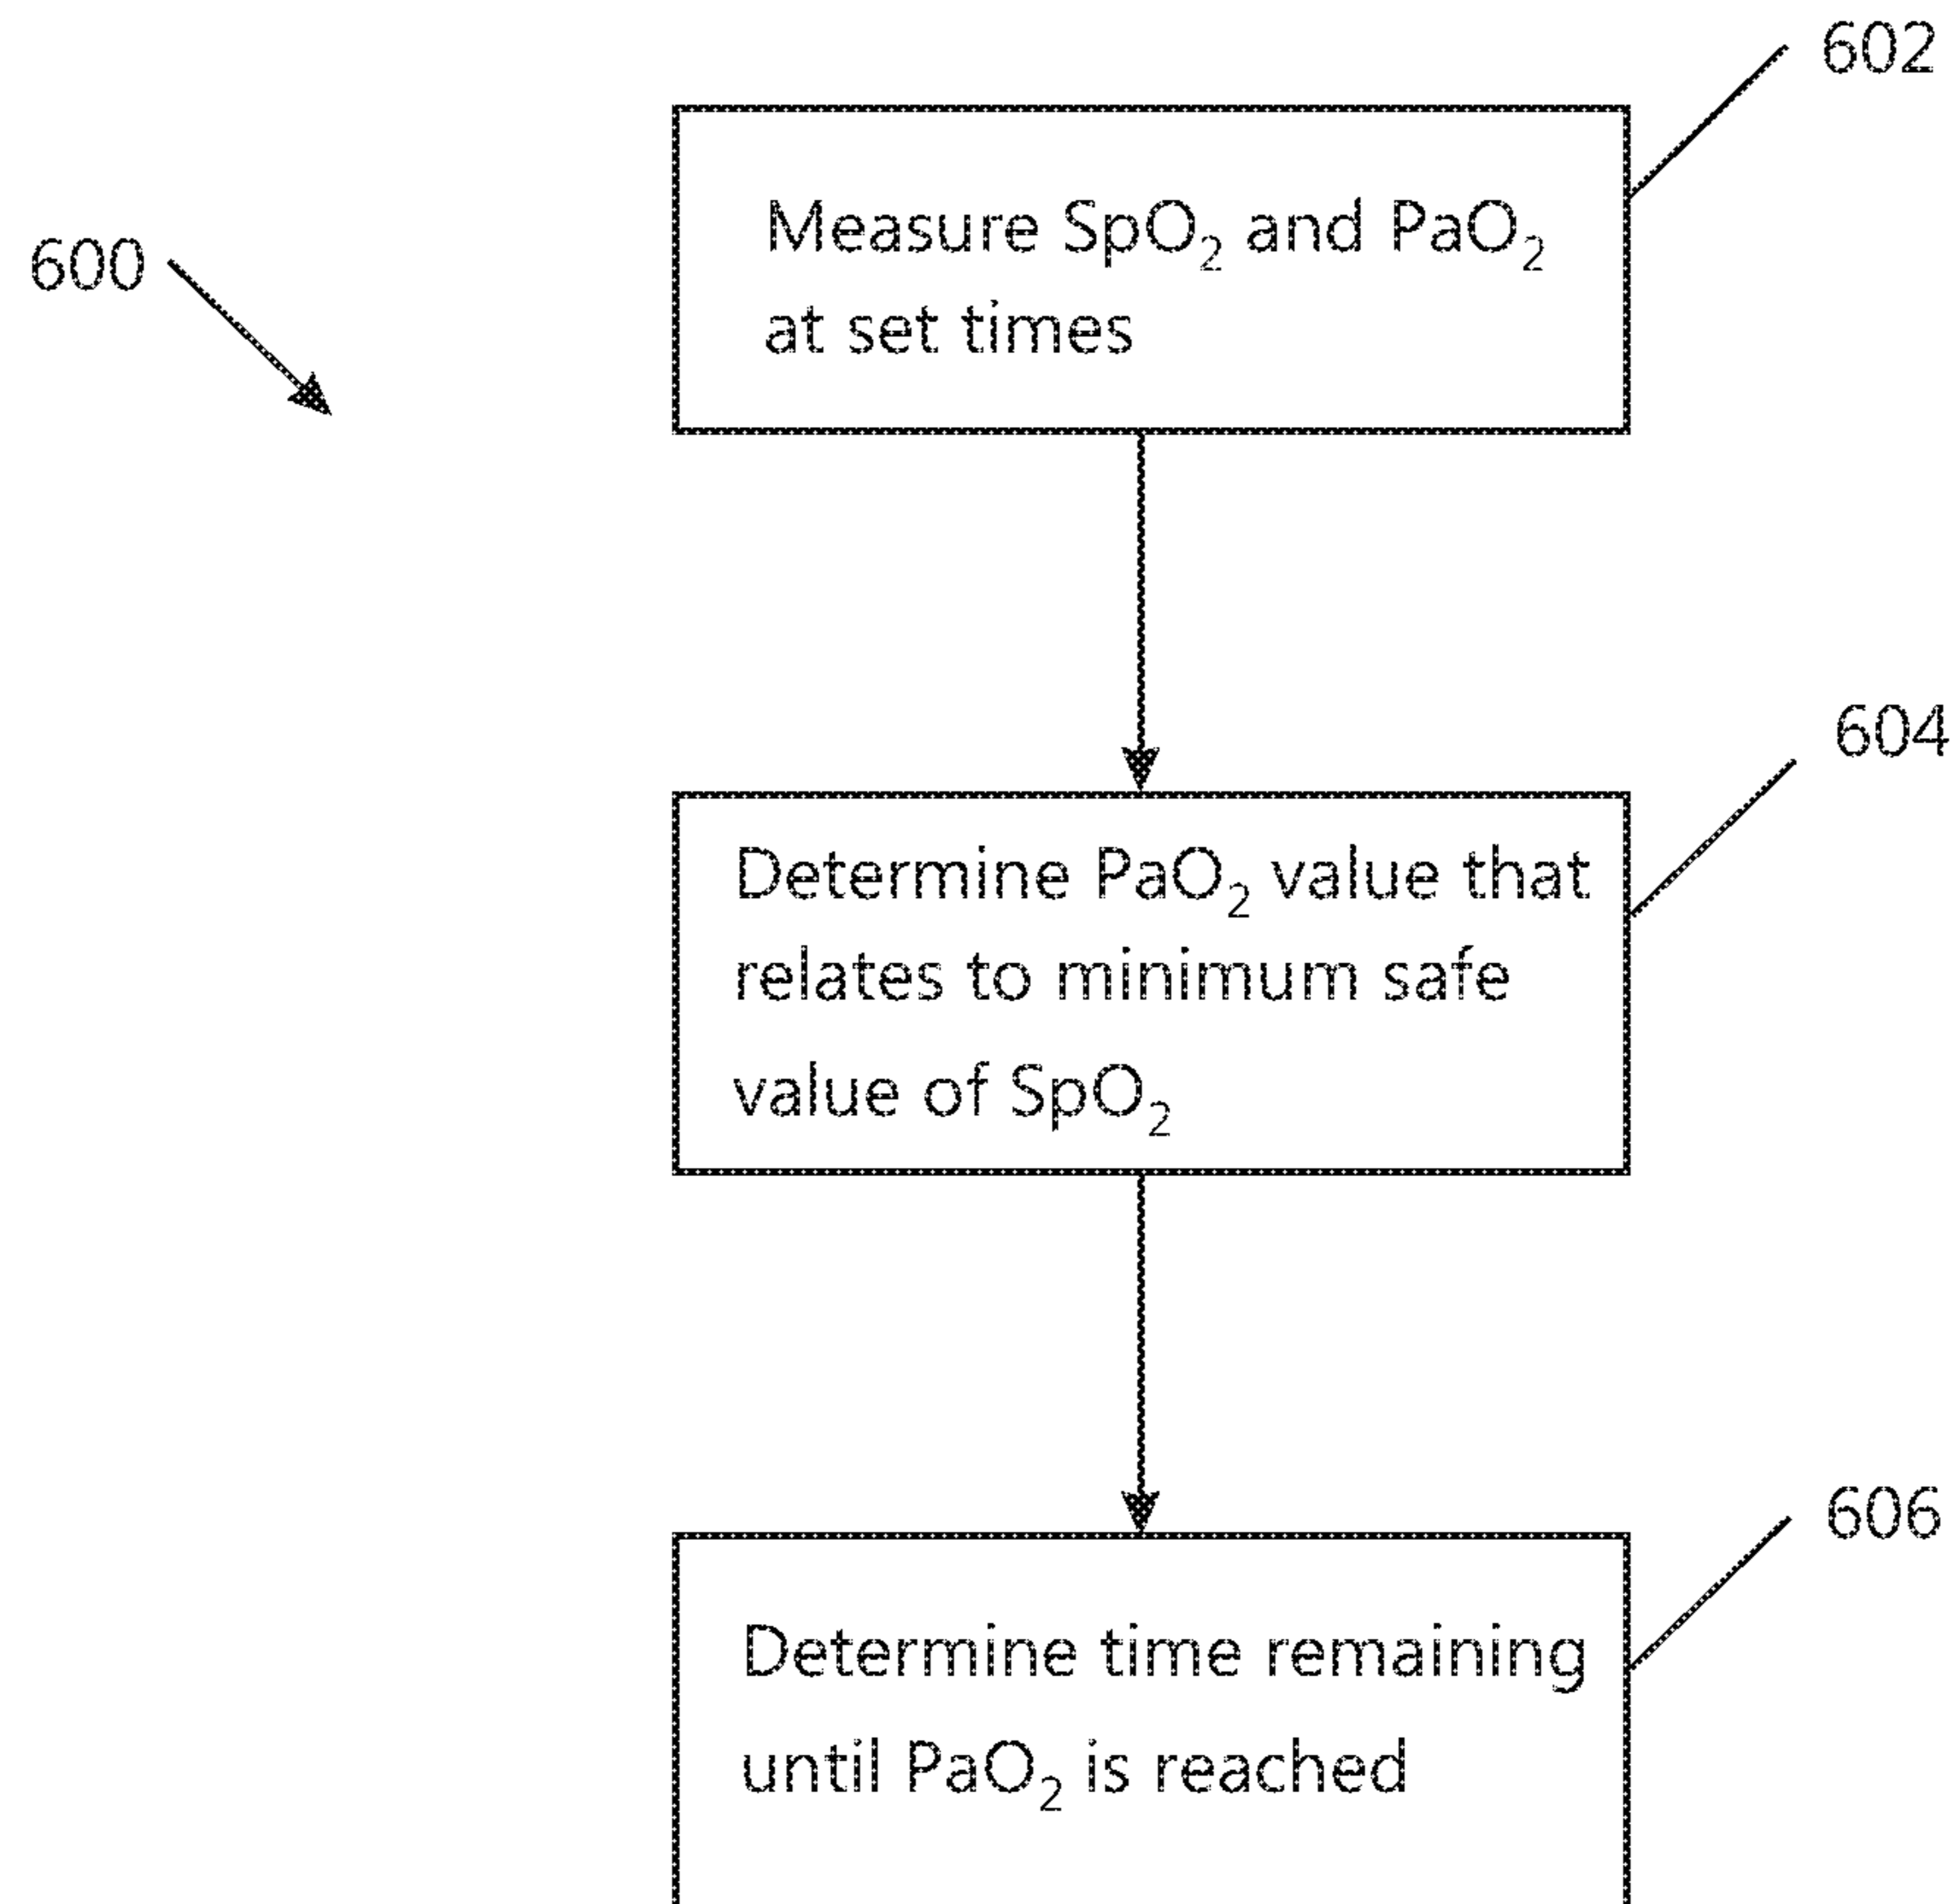 602
600
Measure SpO₂ and PaO₂
at set times
604
Determine PaO₂ value that
relates to minimum safe
value of SpO₂
606
Determine time remaining
until PaO₂ is reached